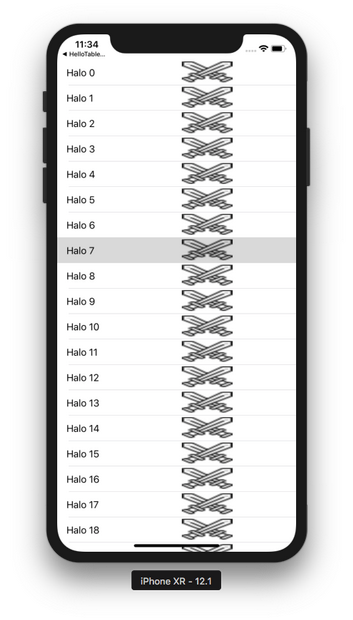 11:34
◀ HelloTable...
Halo 0
Halo 1
Halo 2
Halo 3
Halo 4
Halo 5
Halo 6
Halo 7
Halo 8
Halo 9
Halo 10
Halo 11
Halo 12
Halo 13
Halo 14
Halo 15
Halo 16
Halo 17
Halo 18
iPhone XR - 12.1